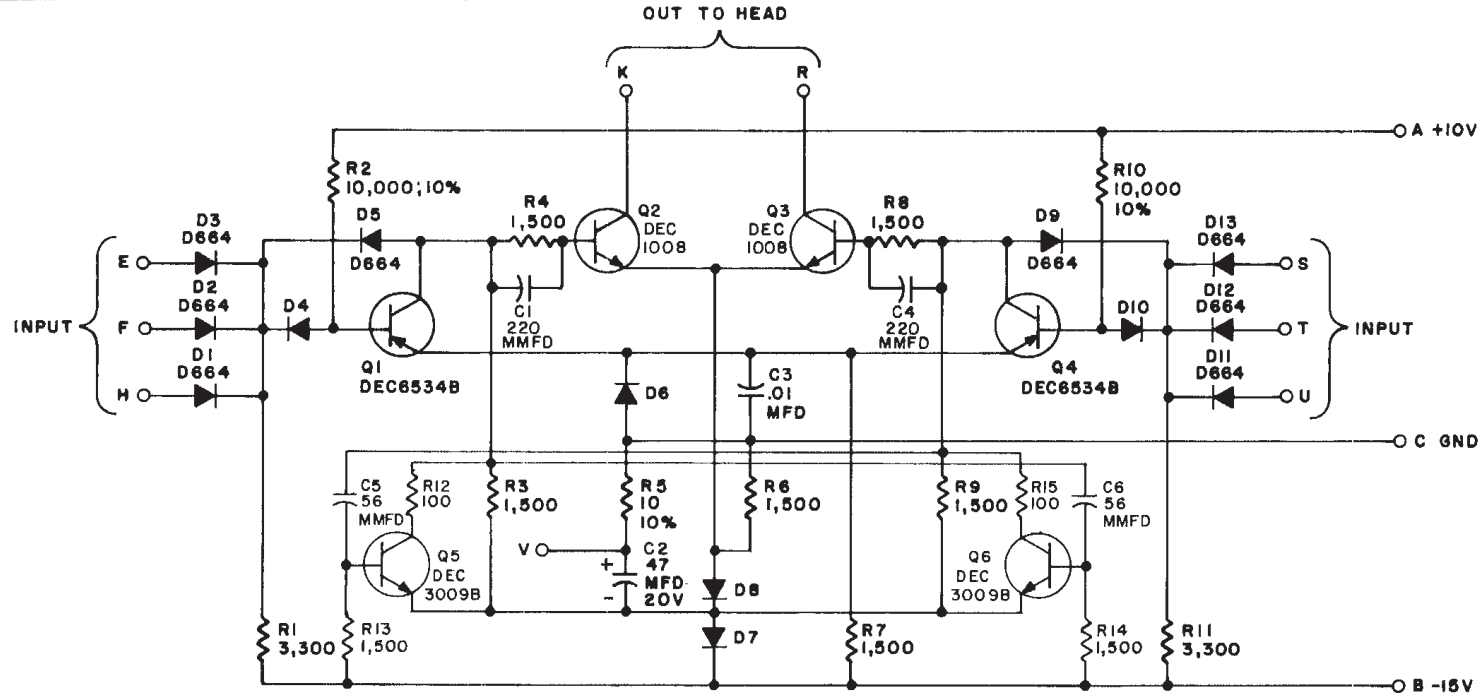 OUT TO HEAD
K
R
A +10V
R2
10,000; 10%
R10
10,000
10%
R4
1,500
Q2
DEC
1008
Q3
DEC
1008
R8
1,500
D3
D664
D5
D664
D9
D664
D13
D664
E
S
D2
D664
D4
C1
220
MMFD
C4
220
MMFD
D10
D12
D664
INPUT
F
T
INPUT
D1
D664
Q1
DEC6534B
Q4
DEC6534B
D11
D664
H
U
D6
C3
.01
MFD
C GND
C5
56
MMFD
R12
100
R3
1,500
R5
10
10%
R6
1,500
R9
1,500
R15
100
C6
56
MMFD
V
Q5
DEC
3009B
+
C2
47
MFD
20V
-
D8
Q6
DEC
3009B
R1
3,300
R13
1,500
D7
R7
1,500
R14
1,500
R11
3,300
B -15V